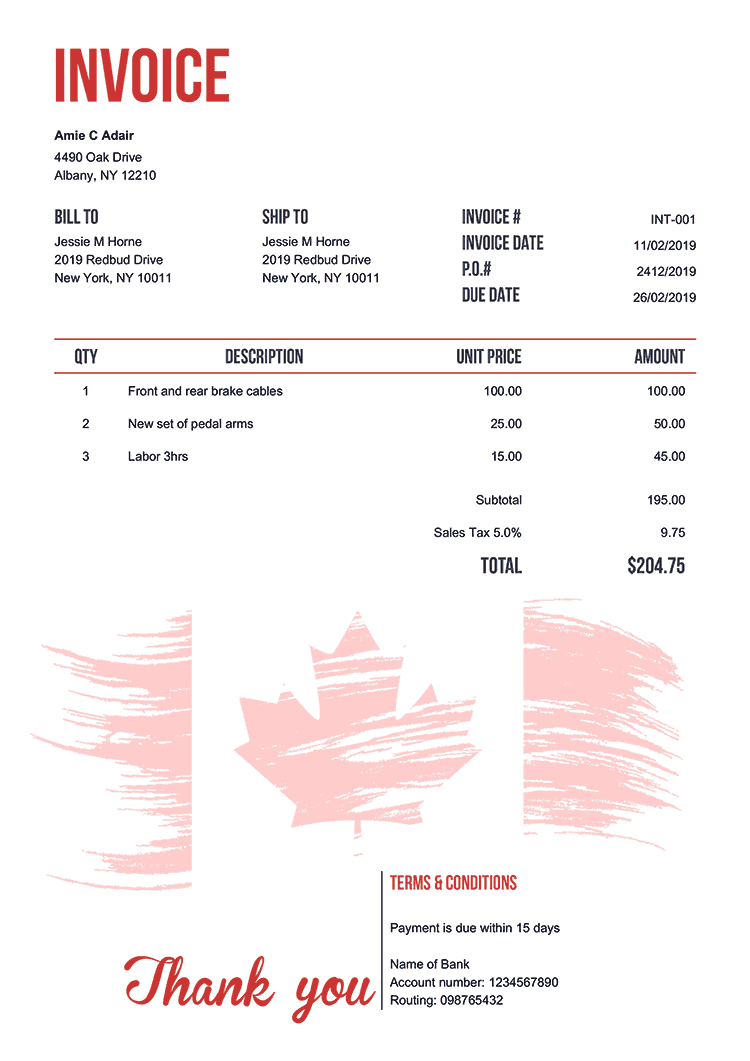 INVOICE
Amie C Adair
4490 Oak Drive
Albany, NY 12210
BILL TO
Jessie M Horne
2019 Redbud Drive
New York, NY 10011
SHIP TO
Jessie M Horne
2019 Redbud Drive
New York, NY 10011
INVOICE # INT-001
INVOICE DATE 11/02/2019
P.O.# 2412/2019
DUE DATE 26/02/2019
QTY DESCRIPTION UNIT PRICE AMOUNT
1 Front and rear brake cables 100.00 100.00
2 New set of pedal arms 25.00 50.00
3 Labor 3hrs 15.00 45.00
Subtotal 195.00
Sales Tax 5.0% 9.75
TOTAL $204.75
Thank you
TERMS & CONDITIONS
Payment is due within 15 days
Name of Bank
Account number: 1234567890
Routing: 098765432